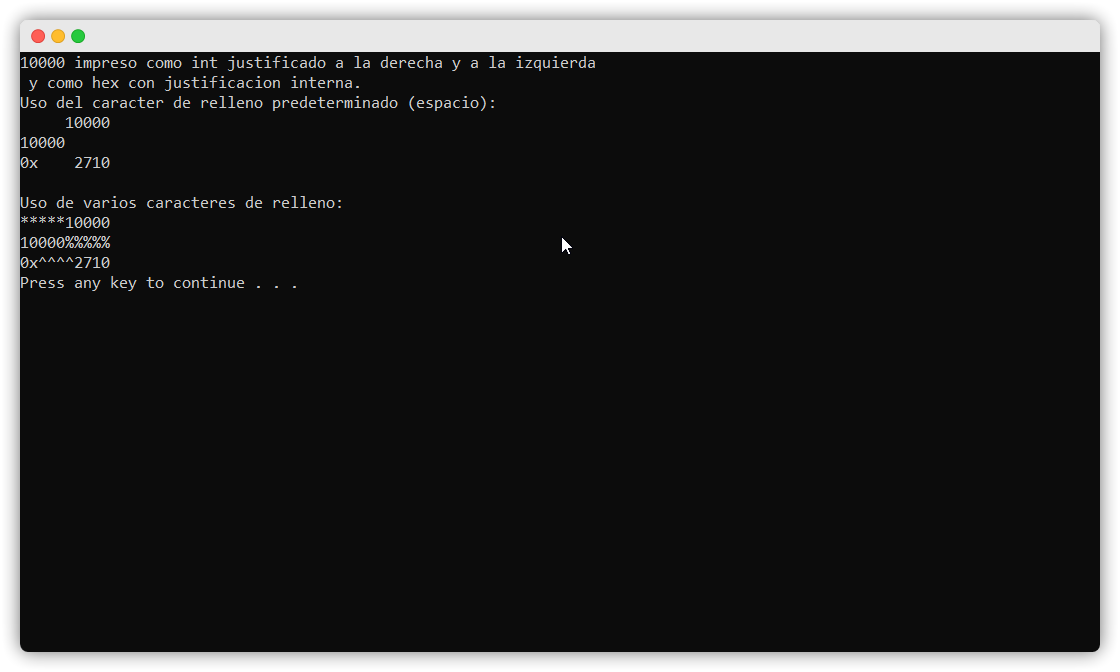 10000 impreso como int justificado a la derecha y a la izquierda
 y como hex con justificacion interna.
Uso del caracter de relleno predeterminado (espacio):
     10000
10000
0x    2710

Uso de varios caracteres de relleno:
*****10000
10000%%%%%
0x^^^^2710
Press any key to continue . . .